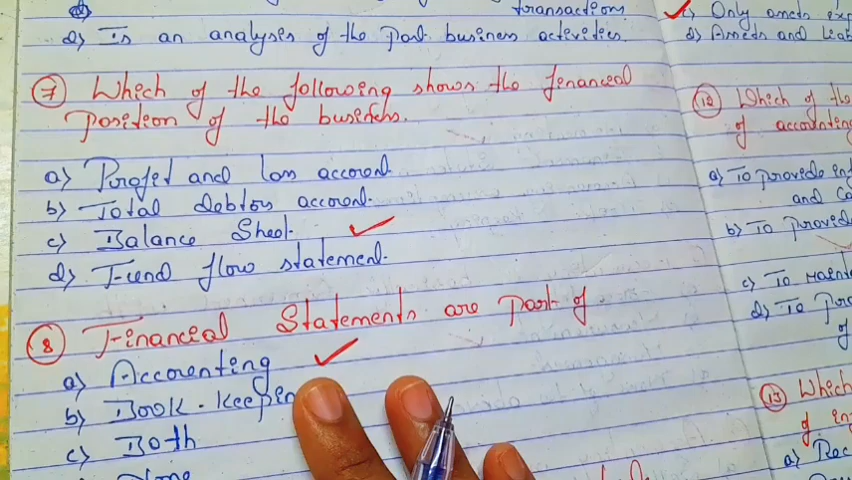 transactions
d) Is an analyses of the Past business activities.
⑦ Which of the following shows the financial
Position of the business.
a) Profit and loss account.
b) Total debtors account.
c) Balance Sheet.
d) Fund flow statement.
⑧ Financial Statements are Part of
a) Accounting
b) Book-keepin
c) Both
None
Only assets exp
d) Assets and Liab
⑫ Which of the
of accounting
a) To provide in
and Co
b) To provid
c) To maint
d) To Pro
of
⑬ Which
of
a) Rec